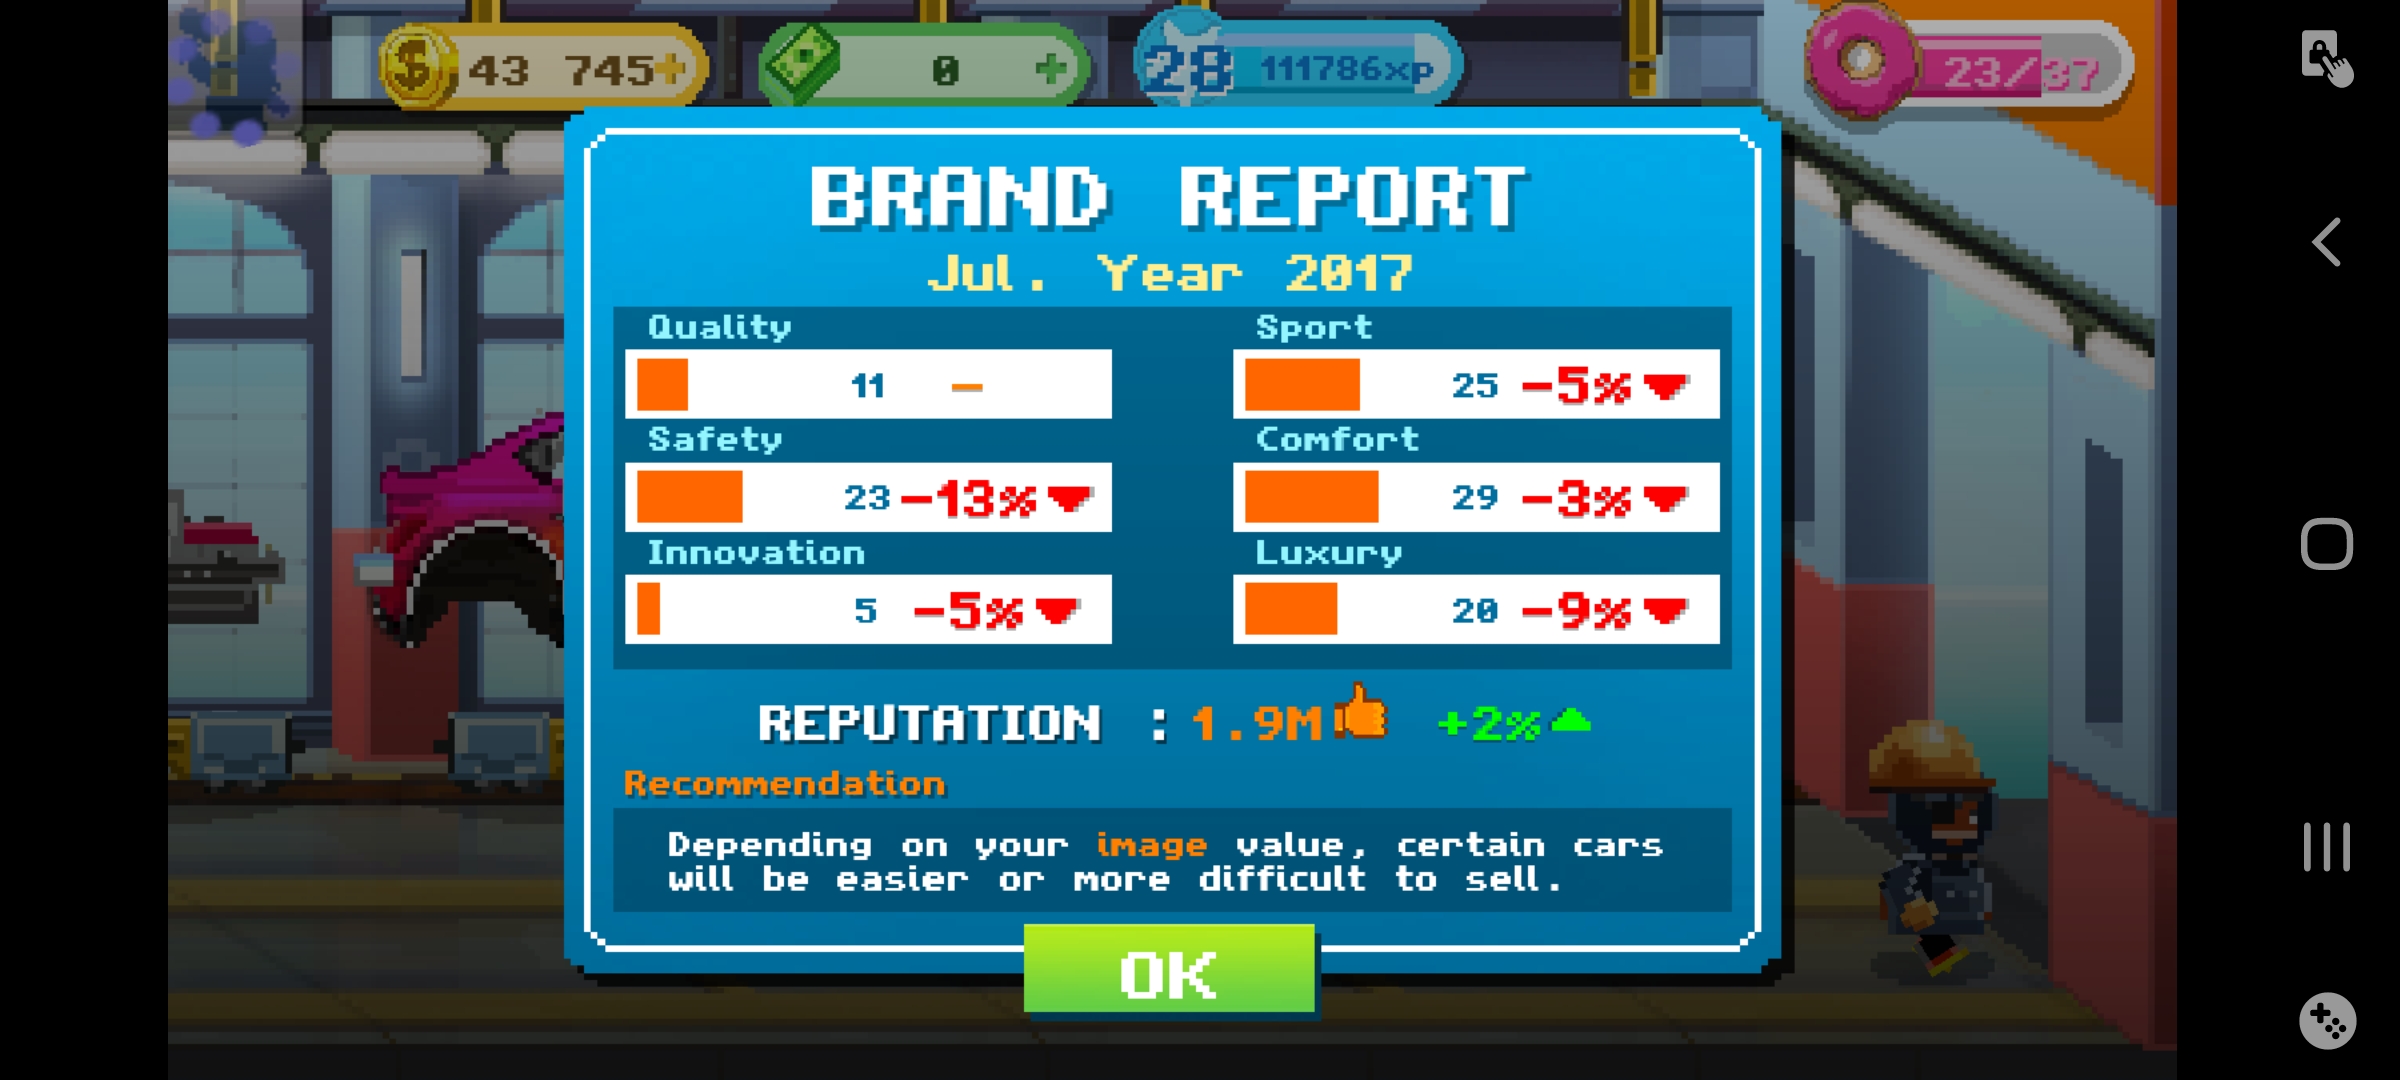 43 745+
0 +
28 111786xp
23/37
BRAND REPORT
Jul. Year 2017
Quality
11 –
Sport
25 -5%
Safety
23 -13%
Comfort
29 -3%
Innovation
5 -5%
Luxury
20 -9%
REPUTATION : 1.9M +2%
Recommendation
Depending on your image value, certain cars
will be easier or more difficult to sell.
OK